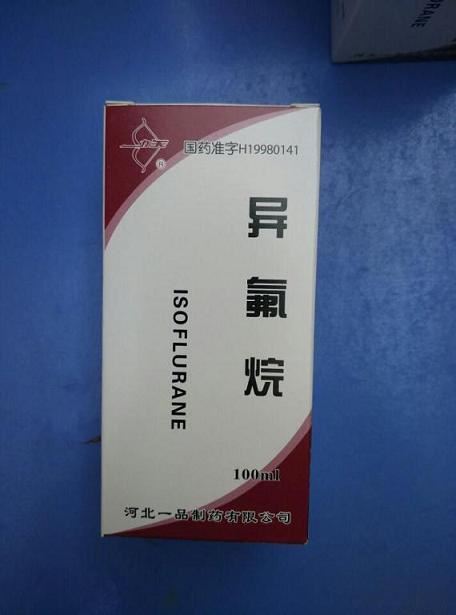 国药准字H19980141
异氟烷
ISOFLURANE
100ml
河北一品制药有限公司
®